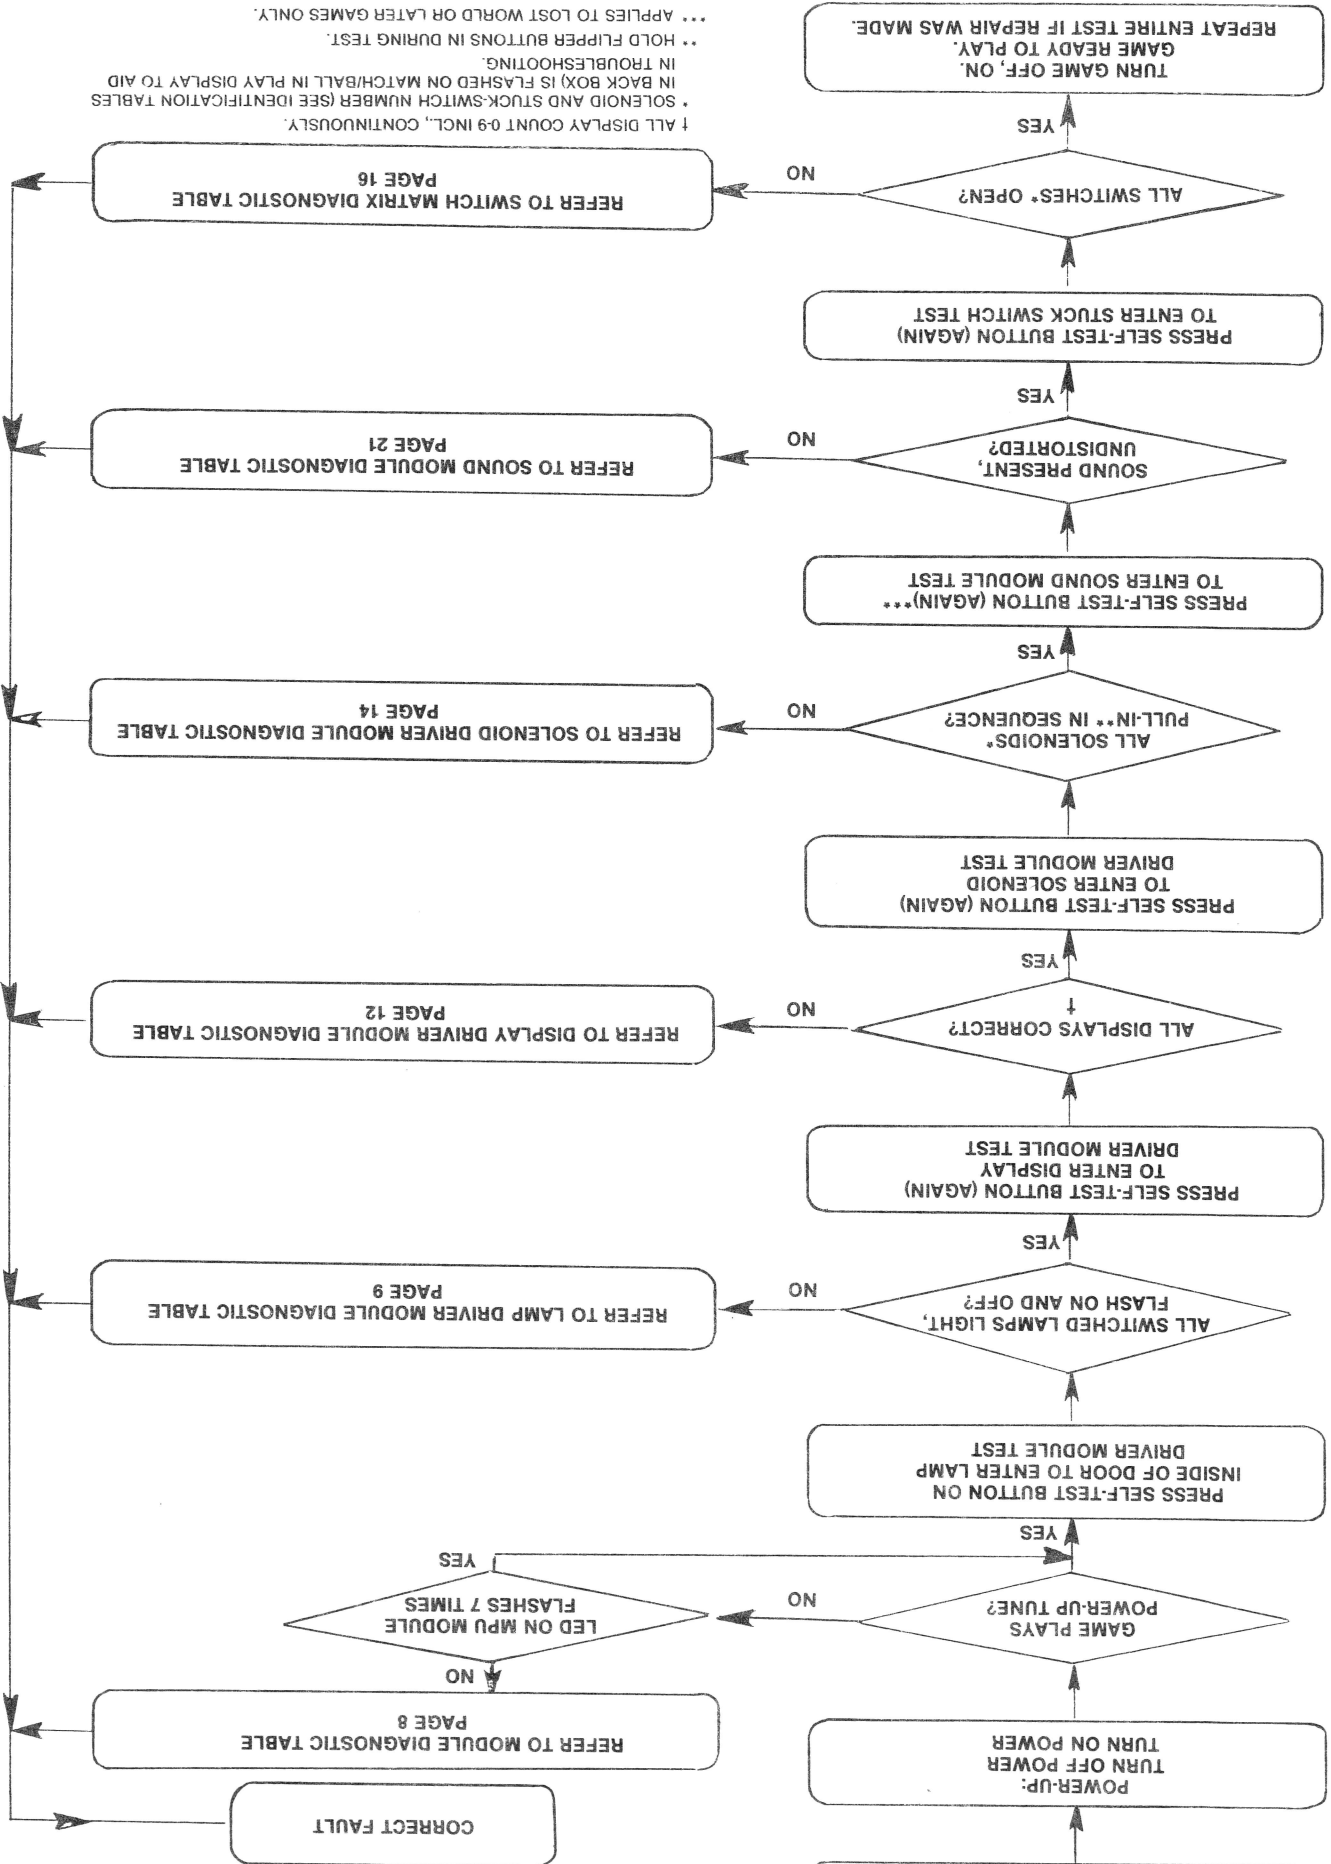 CORRECT FAULT
POWER-UP:
TURN OFF POWER
TURN ON POWER
REFER TO MODULE DIAGNOSTIC TABLE
PAGE 8
NO
GAME PLAYS
POWER-UP TUNE?
NO
LED ON MPU MODULE
FLASHES 7 TIMES
YES
YES
PRESS SELF-TEST BUTTON ON
INSIDE OF DOOR TO ENTER LAMP
DRIVER MODULE TEST
ALL SWITCHED LAMPS LIGHT,
FLASH ON AND OFF?
NO
REFER TO LAMP DRIVER MODULE DIAGNOSTIC TABLE
PAGE 9
YES
PRESS SELF-TEST BUTTON (AGAIN)
TO ENTER DISPLAY
DRIVER MODULE TEST
ALL DISPLAYS CORRECT?
†
NO
REFER TO DISPLAY DRIVER MODULE DIAGNOSTIC TABLE
PAGE 12
YES
PRESS SELF-TEST BUTTON (AGAIN)
TO ENTER SOLENOID
DRIVER MODULE TEST
ALL SOLENOIDS*
PULL-IN** IN SEQUENCE?
NO
REFER TO SOLENOID DRIVER MODULE DIAGNOSTIC TABLE
PAGE 14
YES
PRESS SELF-TEST BUTTON (AGAIN)***
TO ENTER SOUND MODULE TEST
SOUND PRESENT,
UNDISTORTED?
NO
REFER TO SOUND MODULE DIAGNOSTIC TABLE
PAGE 21
YES
PRESS SELF-TEST BUTTON (AGAIN)
TO ENTER STUCK SWITCH TEST
ALL SWITCHES* OPEN?
NO
REFER TO SWITCH MATRIX DIAGNOSTIC TABLE
PAGE 16
YES
TURN GAME OFF, ON.
GAME READY TO PLAY.
REPEAT ENTIRE TEST IF REPAIR WAS MADE.
† ALL DISPLAY COUNT 0-9 INCL., CONTINUOUSLY.
* SOLENOID AND STUCK-SWITCH NUMBER (SEE IDENTIFICATION TABLES
IN BACK BOX) IS FLASHED ON MATCH/BALL IN PLAY DISPLAY TO AID
IN TROUBLESHOOTING.
** HOLD FLIPPER BUTTONS IN DURING TEST.
*** APPLIES TO LOST WORLD OR LATER GAMES ONLY.